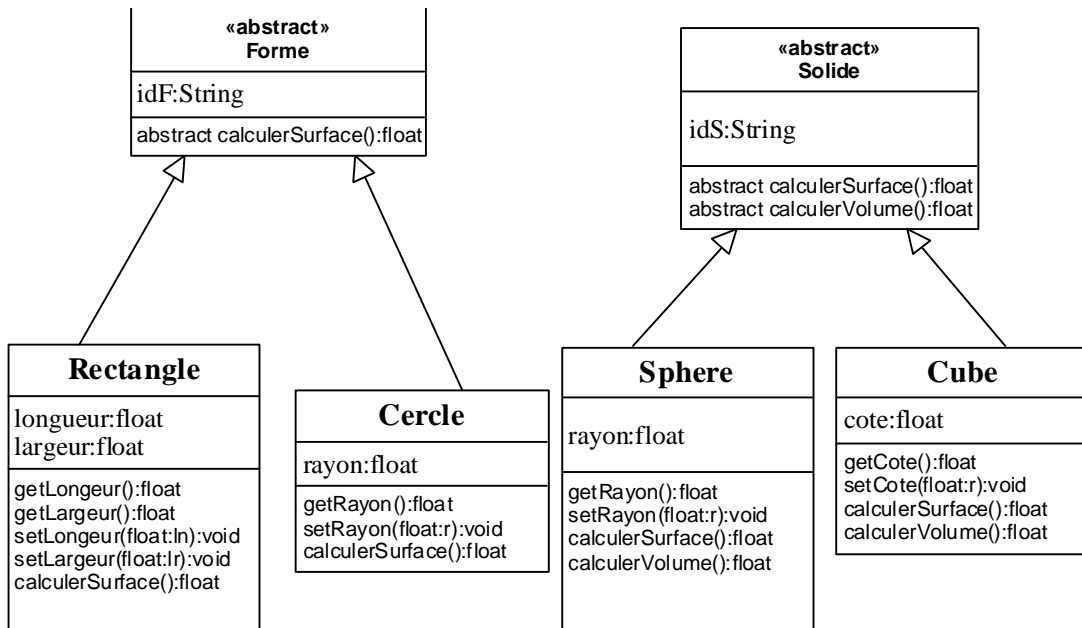 «abstract»
Forme
idF:String
abstract calculerSurface():float
«abstract»
Solide
idS:String
abstract calculerSurface():float
abstract calculerVolume():float
Rectangle
longueur:float
largeur:float
getLongeur():float
getLargeur():float
setLongeur(float:ln):void
setLargeur(float:lr):void
calculerSurface():float
Cercle
rayon:float
getRayon():float
setRayon(float:r):void
calculerSurface():float
Sphere
rayon:float
getRayon():float
setRayon(float:r):void
calculerSurface():float
calculerVolume():float
Cube
cote:float
getCote():float
setCote(float:r):void
calculerSurface():float
calculerVolume():float